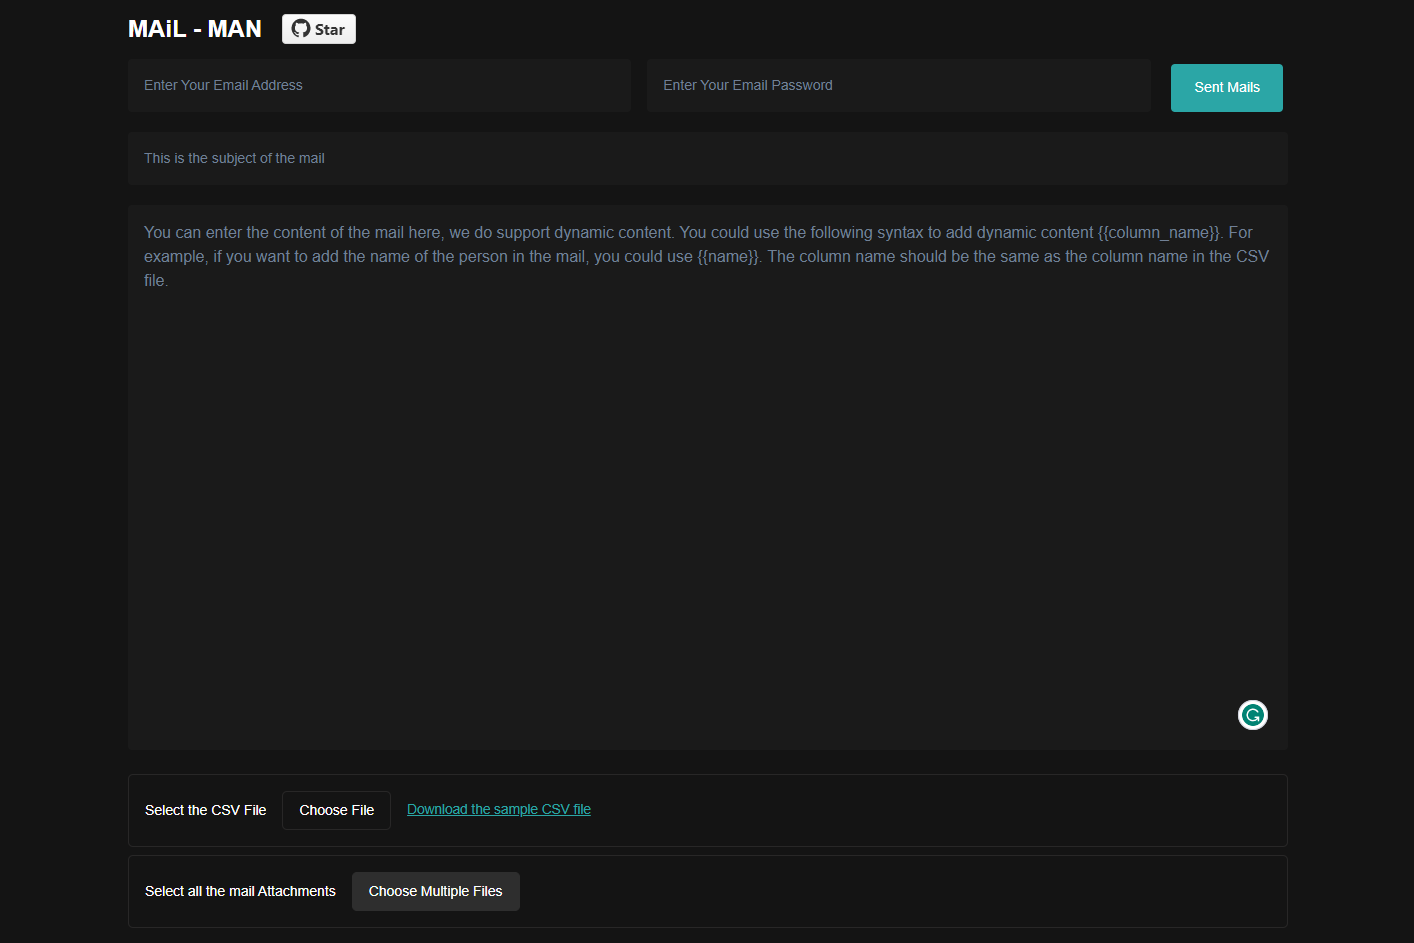 MAiL - MAN
Star
Enter Your Email Address
Enter Your Email Password
Sent Mails
This is the subject of the mail
You can enter the content of the mail here, we do support dynamic content. You could use the following syntax to add dynamic content {{column_name}}. For
example, if you want to add the name of the person in the mail, you could use {{name}}. The column name should be the same as the column name in the CSV
file.
Select the CSV File
Choose File
Download the sample CSV file
Select all the mail Attachments
Choose Multiple Files